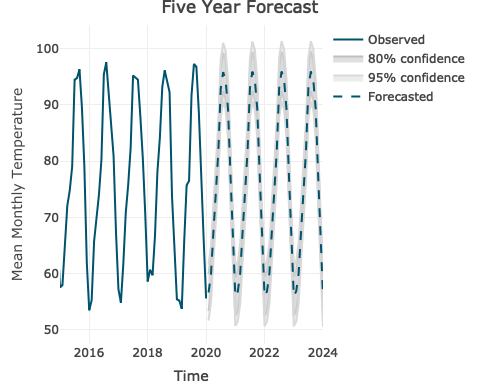 Five Year Forecast
Observed
80% confidence
95% confidence
Forecasted
Mean Monthly Temperature
100
90
80
70
60
50
2016
2018
2020
2022
2024
Time